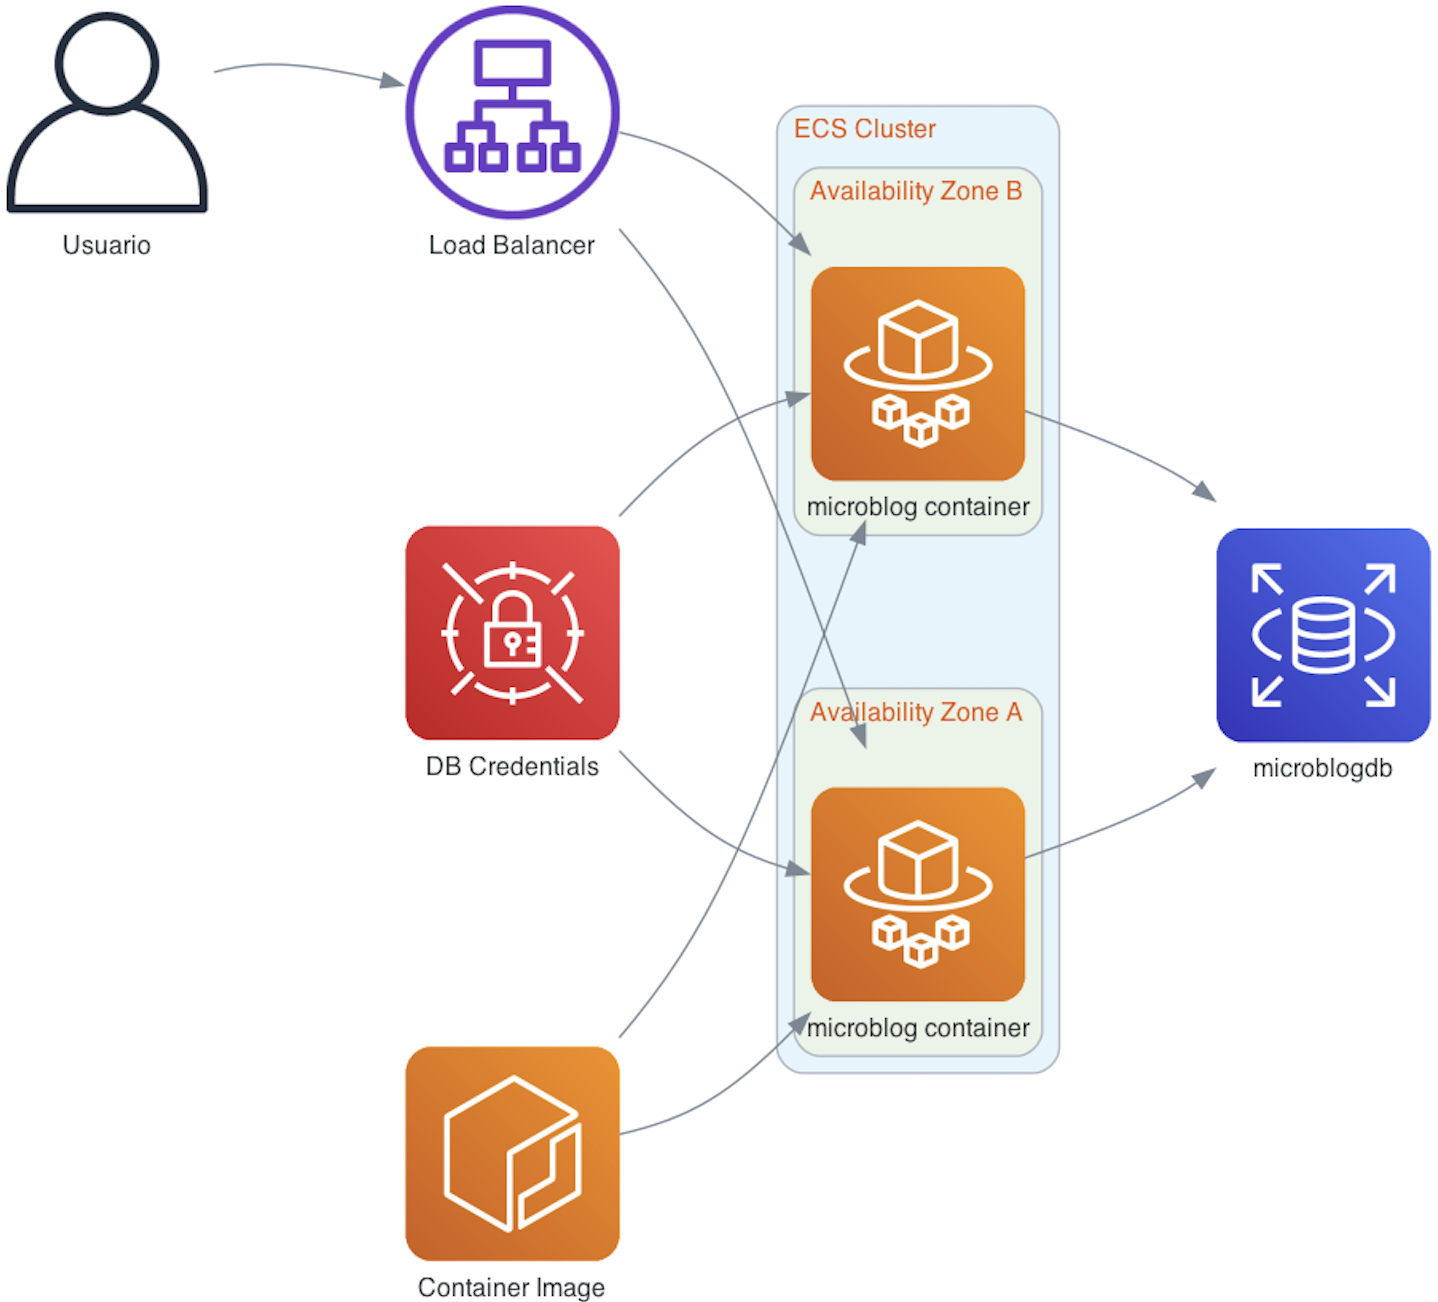 Usuario
Load Balancer
ECS Cluster
Availability Zone B
microblog container
DB Credentials
Availability Zone A
microblog container
microblogdb
Container Image